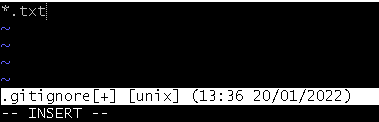 *.txt
~
~
~
~
.gitignore[+] [unix] (13:36 20/01/2022)
-- INSERT --